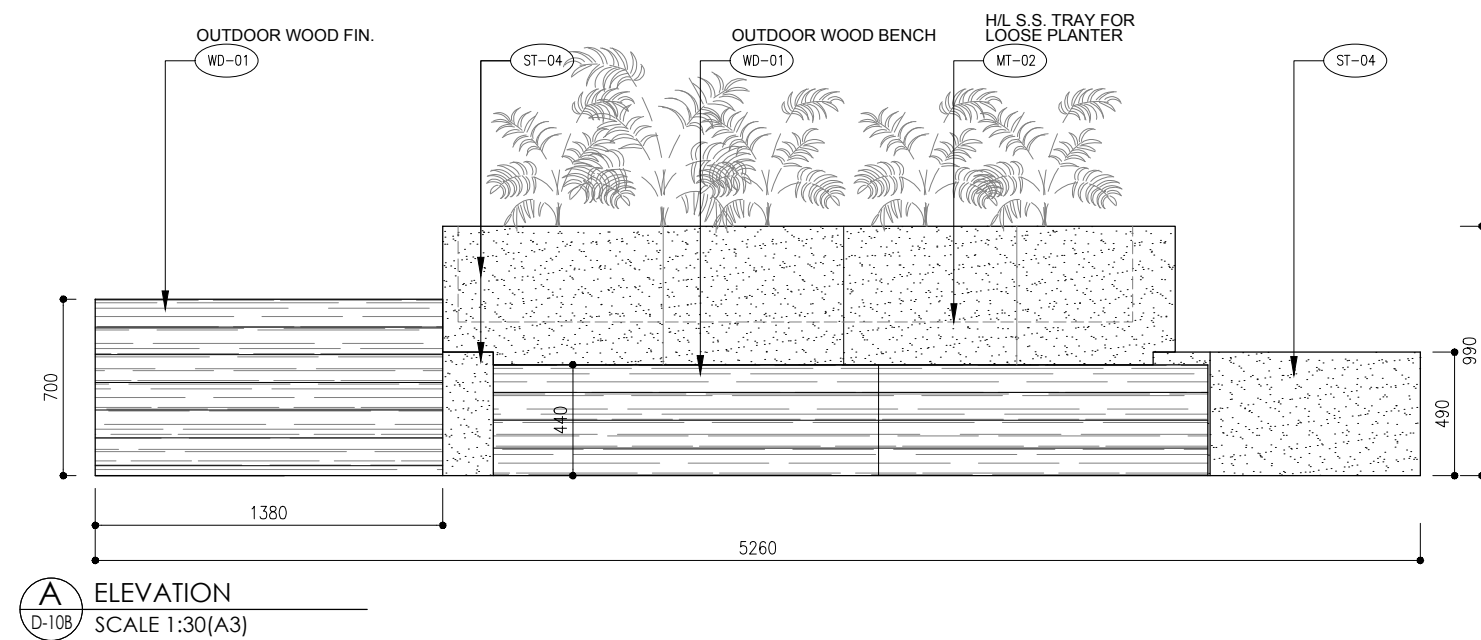 OUTDOOR WOOD FIN.
WD-01
ST-04
OUTDOOR WOOD BENCH
WD-01
H/L S.S. TRAY FOR
LOOSE PLANTER
MT-02
ST-04
700
440
490
990
1380
5260
A
D-10B
ELEVATION
SCALE 1:30(A3)